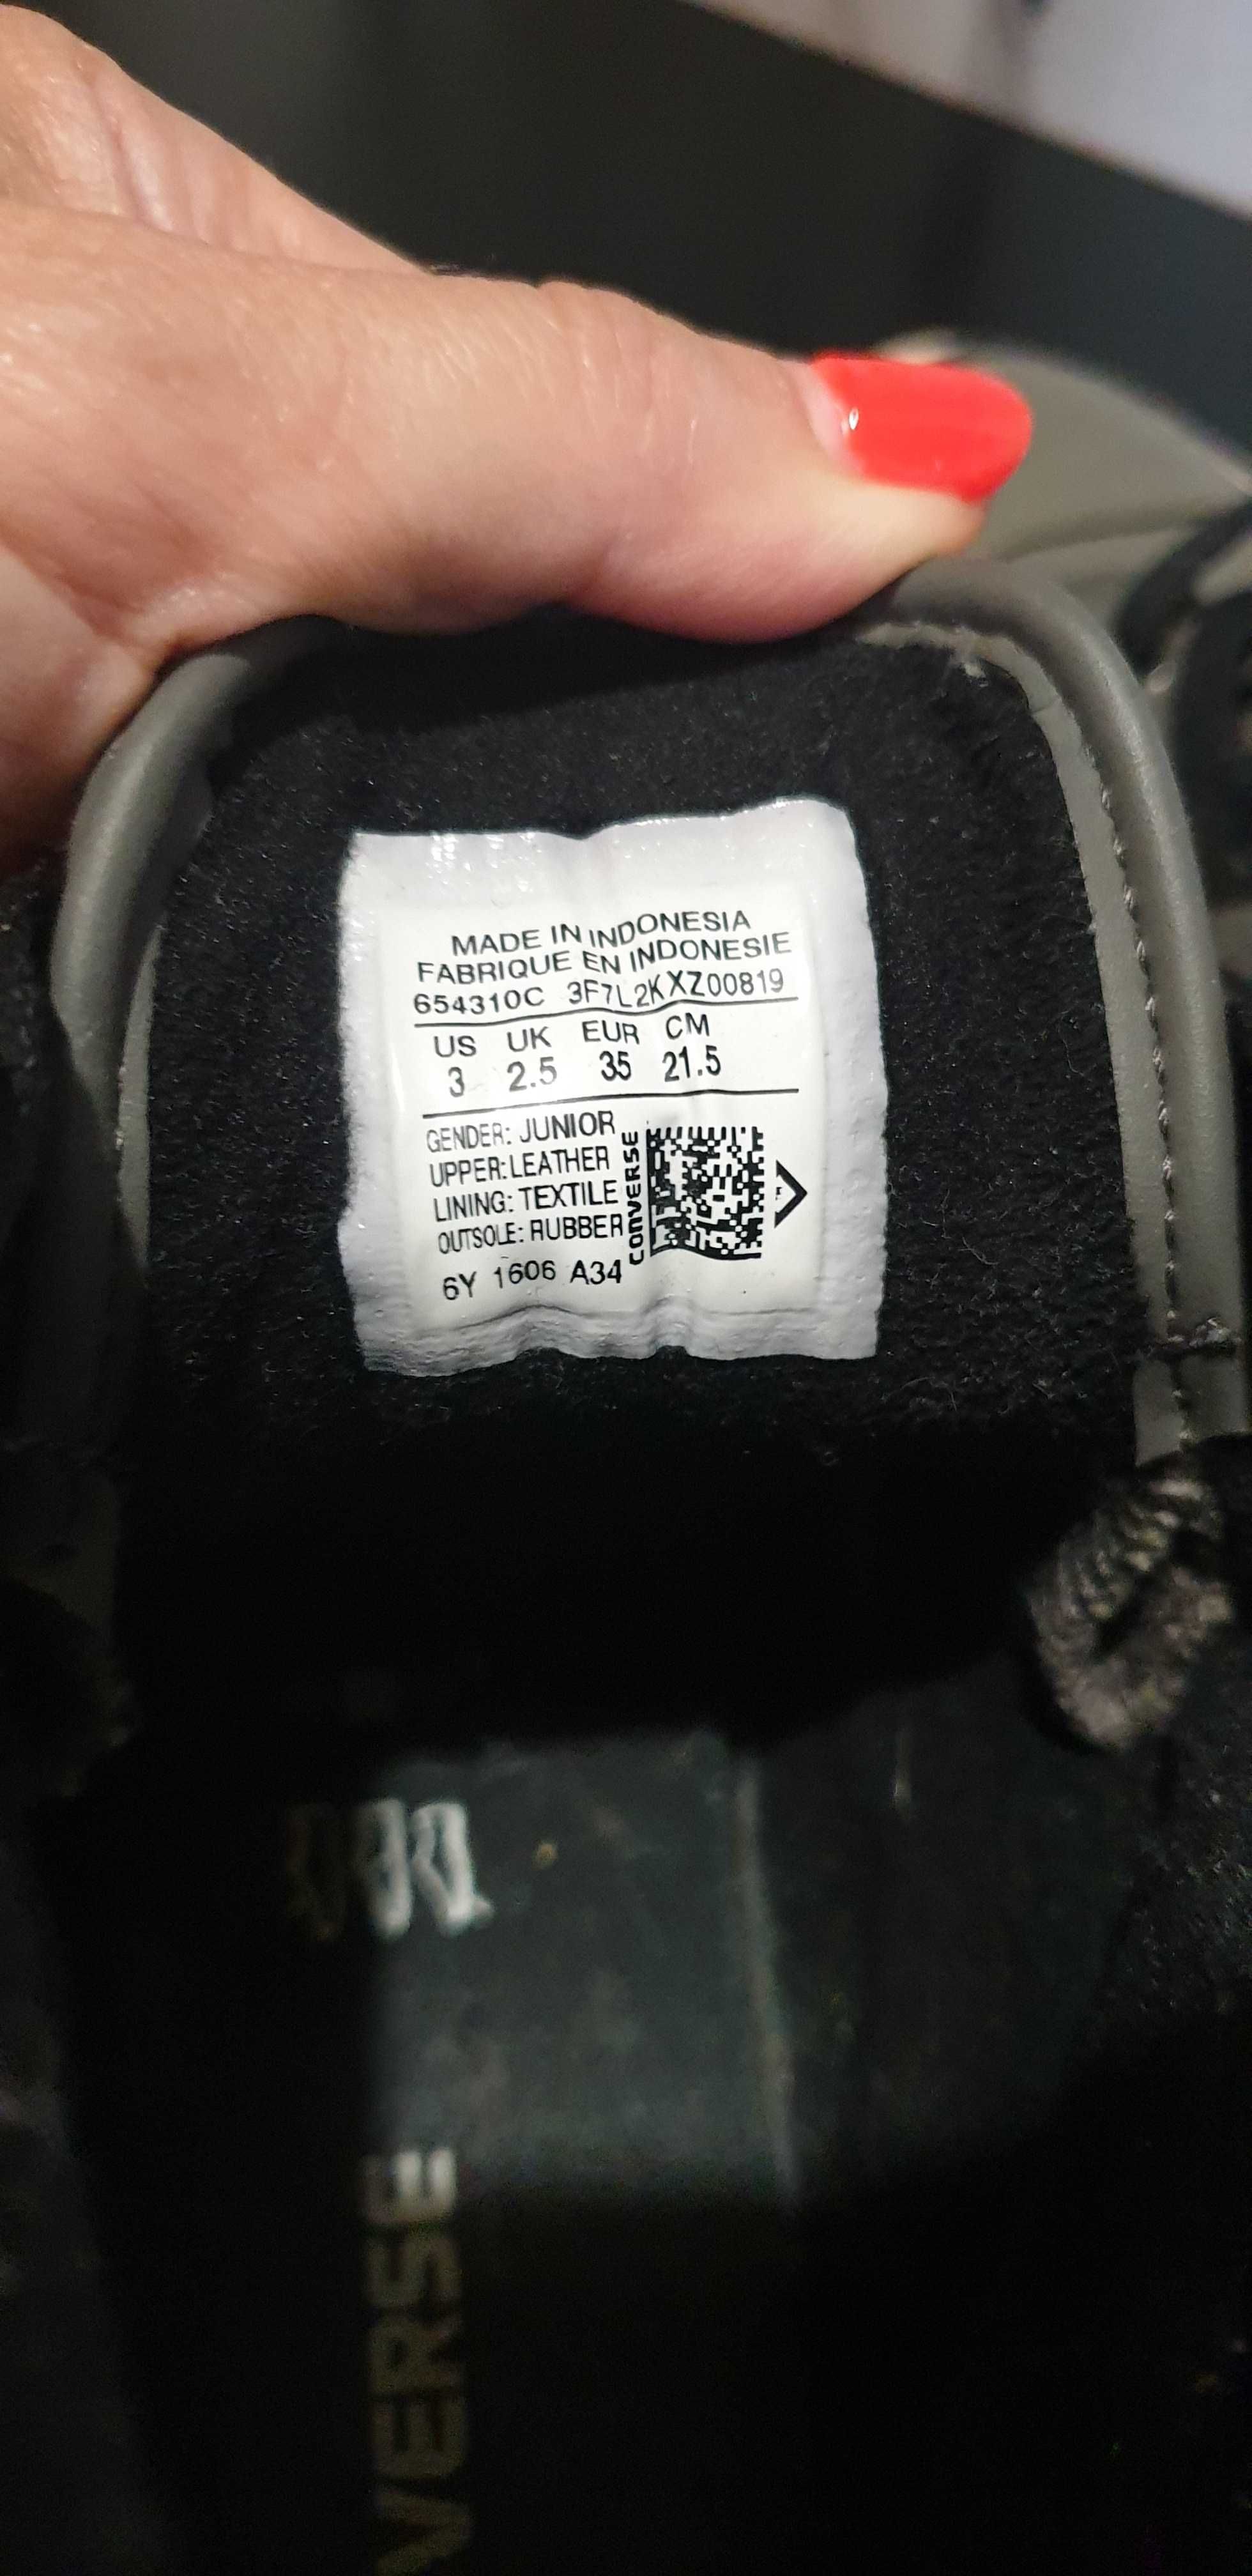 MADE IN INDONESIA
FABRIQUE EN INDONESIE
654310C 3F7L2KXZ00819
US UK EUR CM
3 2.5 35 21.5
GENDER: JUNIOR
UPPER: LEATHER
LINING: TEXTILE
OUTSOLE: RUBBER
CONVERSE
6Y 1606 A34
VERSE